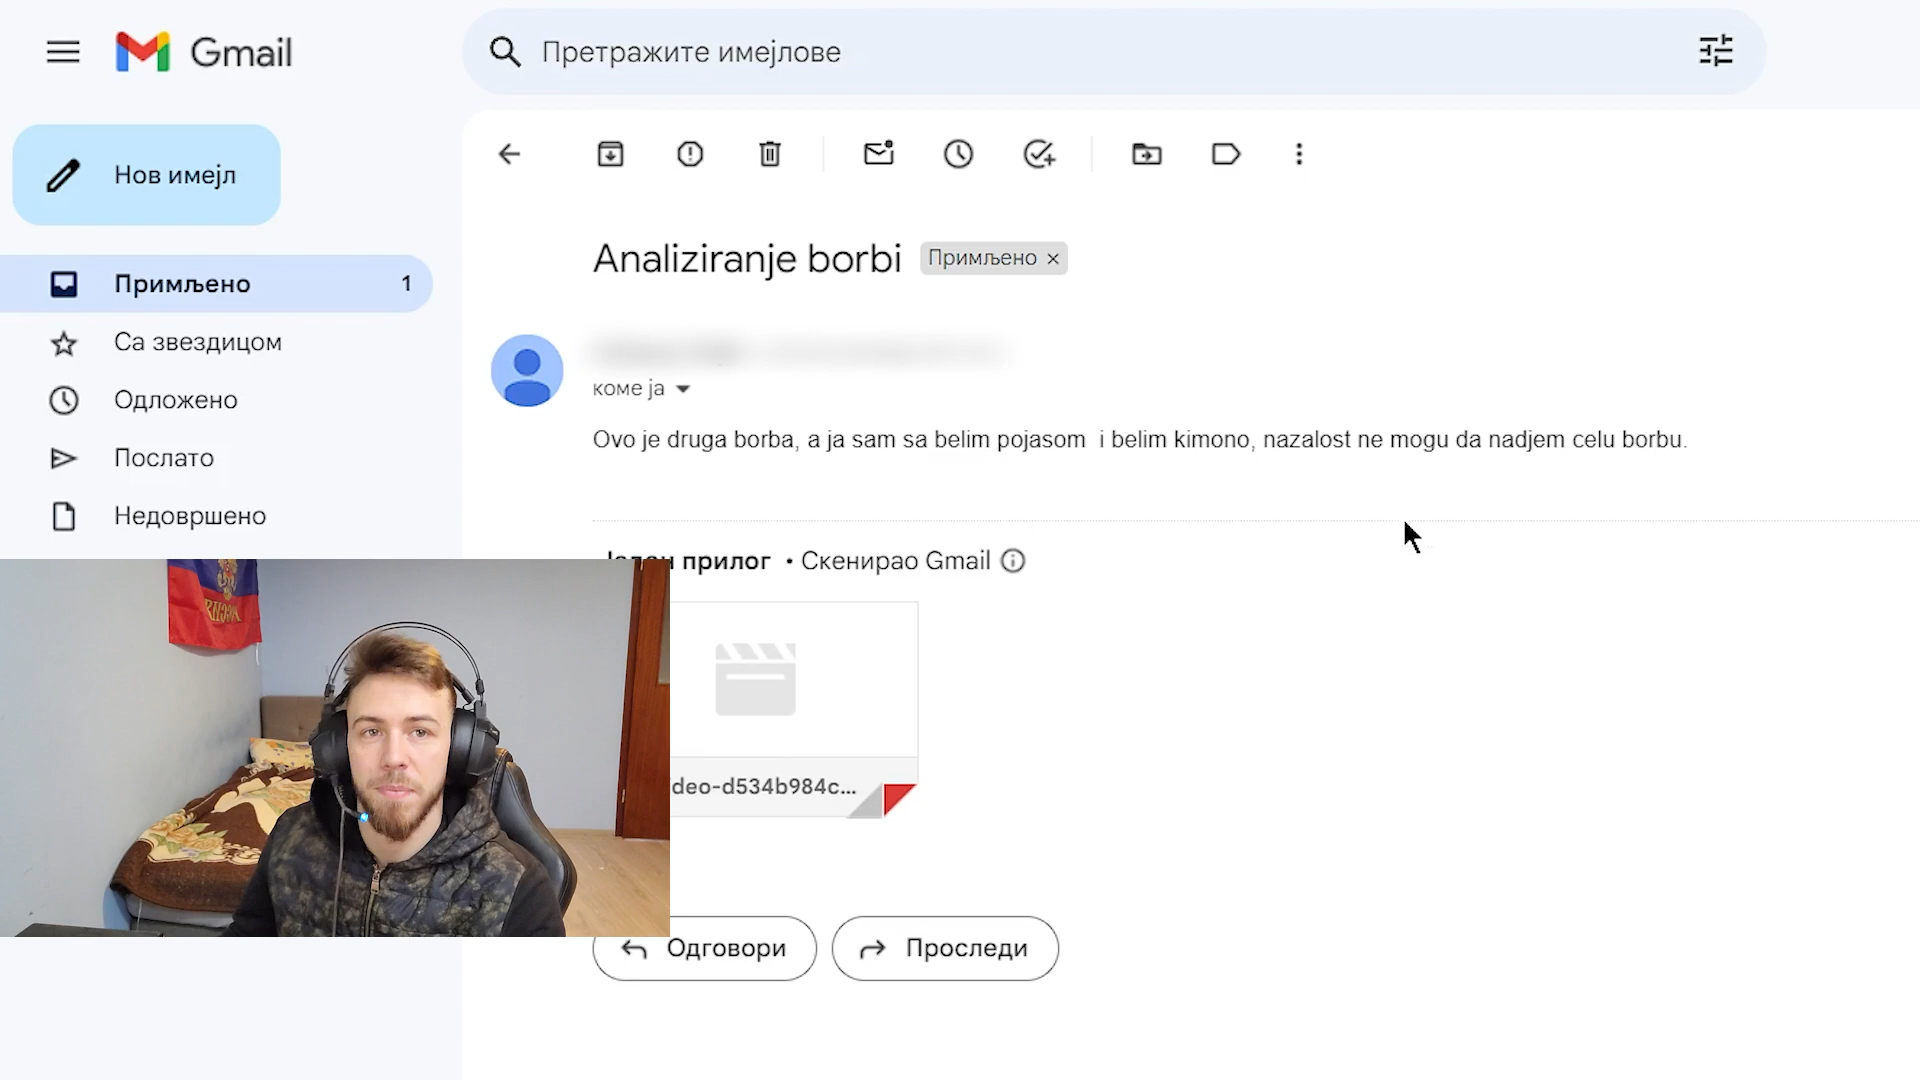 Gmail
Претражите имејлове
Нов имејл
Analiziranje borbi Примљено ×
Примљено 1
Са звездицом
Одложено
Послато
Недовршено
коме ја
Ovo je druga borba, a ja sam sa belim pojasom i belim kimono, nazalost ne mogu da nadjem celu borbu.
прилог • Скенирао Gmail
deo-d534b984c...
Одговори
Проследи